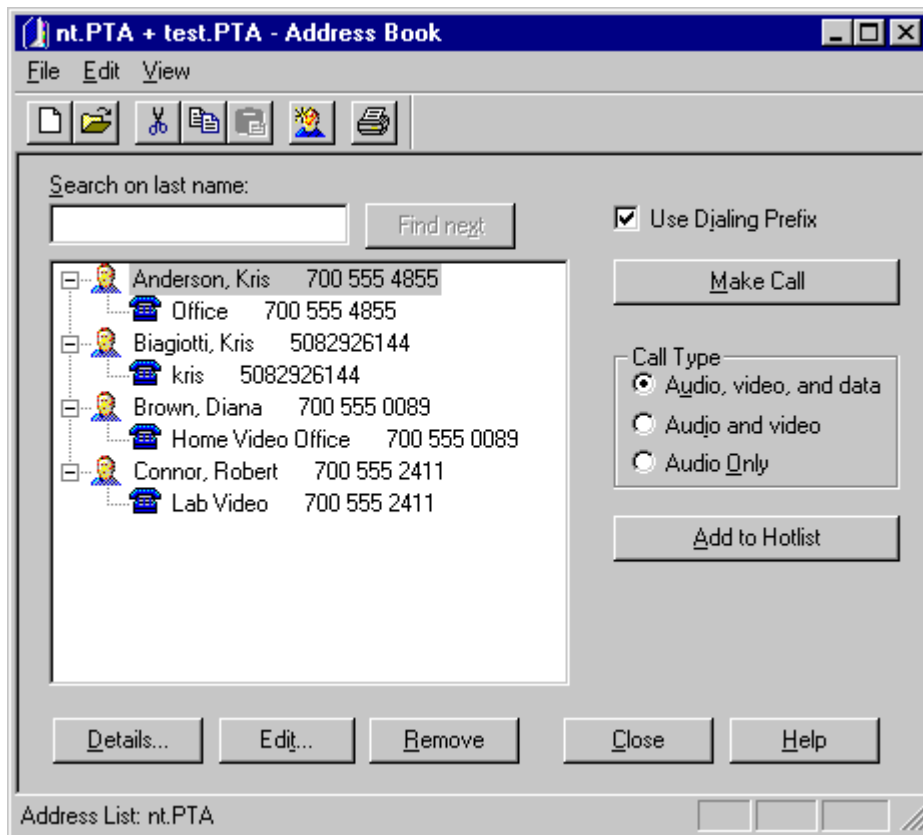 nt.PTA + test.PTA - Address Book
File Edit View
Search on last name:
Find next
Use Dialing Prefix
Anderson, Kris 700 555 4855
Make Call
Office 700 555 4855
Biagiotti, Kris 5082926144
Call Type
kris 5082926144
Audio, video, and data
Brown, Diana 700 555 0089
Audio and video
Home Video Office 700 555 0089
Audio Only
Connor, Robert 700 555 2411
Lab Video 700 555 2411
Add to Hotlist
Details... Edit... Remove Close Help
Address List: nt.PTA